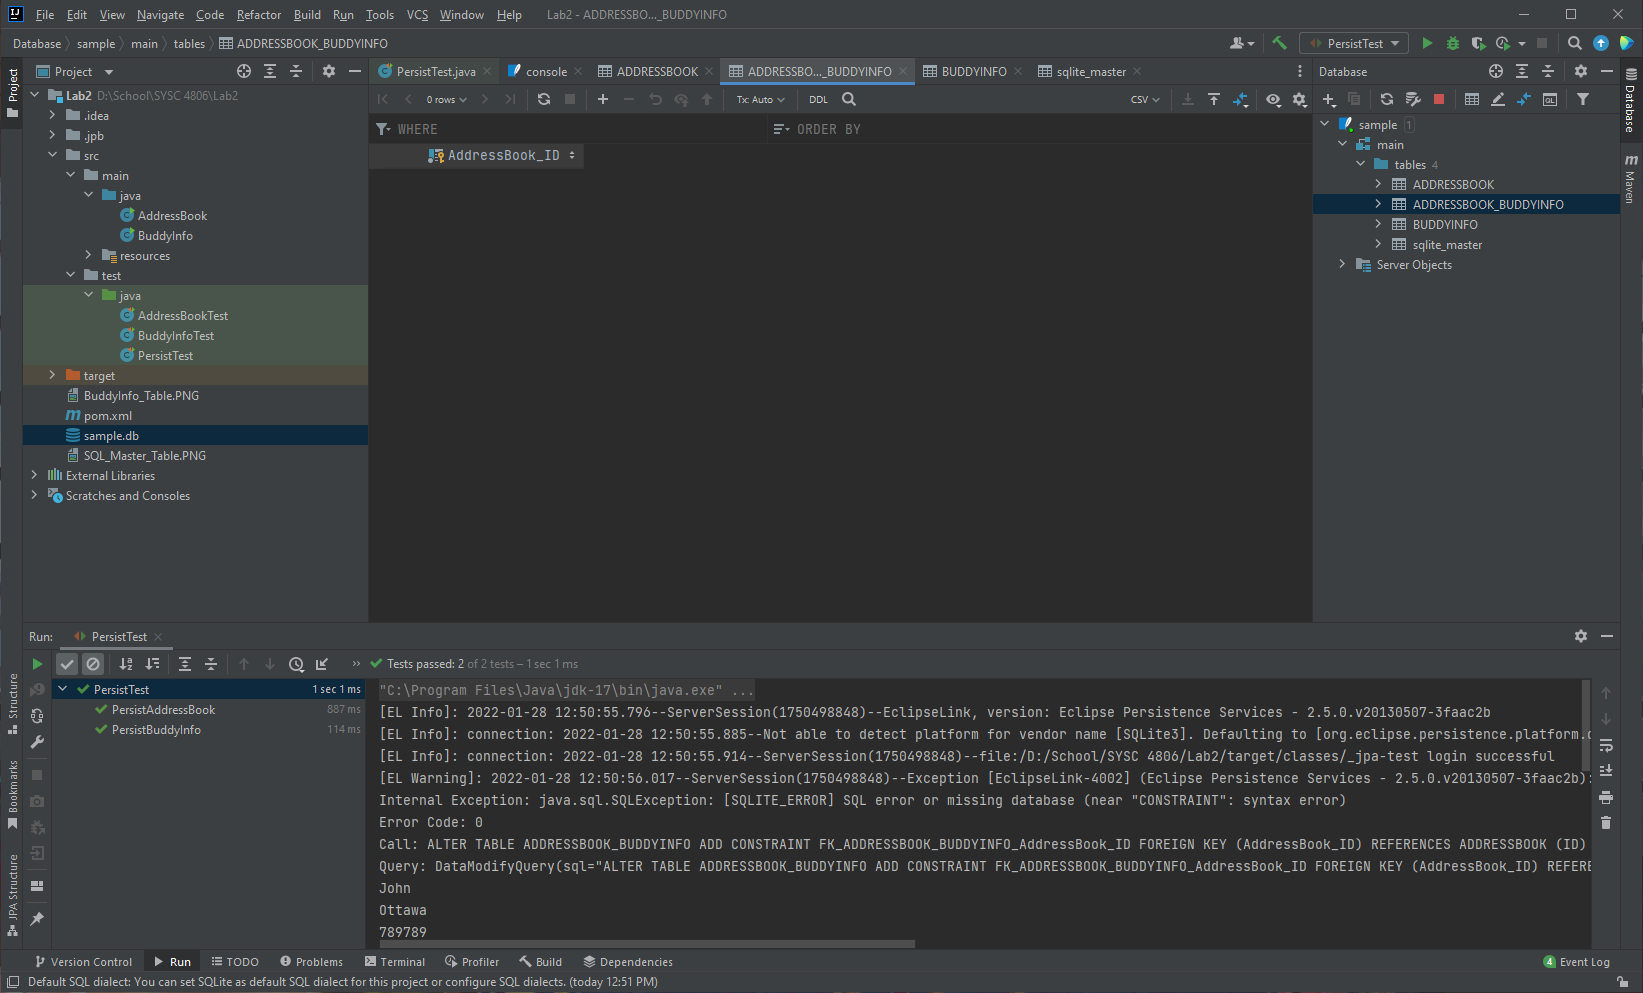 File Edit View Navigate Code Refactor Build Run Tools VCS Window Help Lab2 - ADDRESSBO..._BUDDYINFO
Database sample main tables ADDRESSBOOK_BUDDYINFO PersistTest
Project
Project
Lab2 D:\School\SYSC 4806\Lab2
.idea
.jpb
src
main
java
AddressBook
BuddyInfo
resources
test
java
AddressBookTest
BuddyInfoTest
PersistTest
target
BuddyInfo_Table.PNG
pom.xml
sample.db
SQL_Master_Table.PNG
External Libraries
Scratches and Consoles
PersistTest.java console ADDRESSBOOK ADDRESSBO..._BUDDYINFO BUDDYINFO sqlite_master
0 rows Tx: Auto DDL CSV
WHERE ORDER BY
AddressBook_ID
Database
sample 1
main
tables 4
ADDRESSBOOK
ADDRESSBOOK_BUDDYINFO
BUDDYINFO
sqlite_master
Server Objects
Database
Maven
Run: PersistTest
Tests passed: 2 of 2 tests – 1 sec 1 ms
PersistTest 1 sec 1 ms
PersistAddressBook 887 ms
PersistBuddyInfo 114 ms
"C:\Program Files\Java\jdk-17\bin\java.exe" ...
[EL Info]: 2022-01-28 12:50:55.796--ServerSession(1750498848)--EclipseLink, version: Eclipse Persistence Services - 2.5.0.v20130507-3faac2b
[EL Info]: connection: 2022-01-28 12:50:55.885--Not able to detect platform for vendor name [SQLite3]. Defaulting to [org.eclipse.persistence.platform.
[EL Info]: connection: 2022-01-28 12:50:55.914--ServerSession(1750498848)--file:/D:/School/SYSC 4806/Lab2/target/classes/_jpa-test login successful
[EL Warning]: 2022-01-28 12:50:56.017--ServerSession(1750498848)--Exception [EclipseLink-4002] (Eclipse Persistence Services - 2.5.0.v20130507-3faac2b):
Internal Exception: java.sql.SQLException: [SQLITE_ERROR] SQL error or missing database (near "CONSTRAINT": syntax error)
Error Code: 0
Call: ALTER TABLE ADDRESSBOOK_BUDDYINFO ADD CONSTRAINT FK_ADDRESSBOOK_BUDDYINFO_AddressBook_ID FOREIGN KEY (AddressBook_ID) REFERENCES ADDRESSBOOK (ID)
Query: DataModifyQuery(sql="ALTER TABLE ADDRESSBOOK_BUDDYINFO ADD CONSTRAINT FK_ADDRESSBOOK_BUDDYINFO_AddressBook_ID FOREIGN KEY (AddressBook_ID) REFERE
John
Ottawa
789789
Structure
Bookmarks
JPA Structure
Version Control Run TODO Problems Terminal Profiler Build Dependencies 4 Event Log
Default SQL dialect: You can set SQLite as default SQL dialect for this project or configure SQL dialects. (today 12:51 PM)